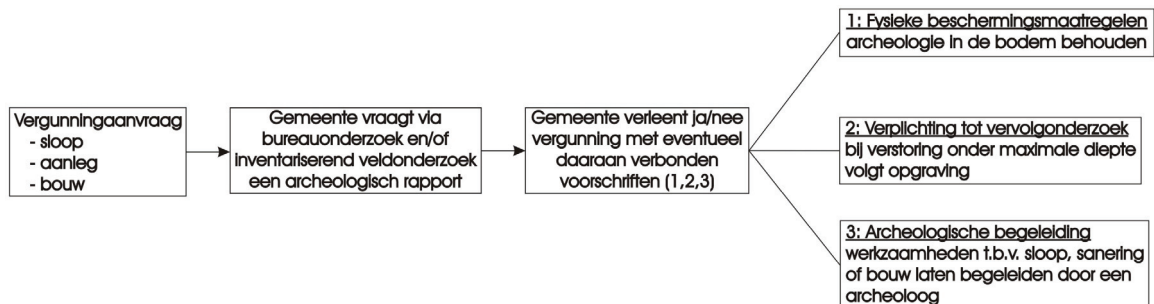 Vergunningaanvraag
- sloop
- aanleg
- bouw
Gemeente vraagt via
bureauonderzoek en/of
inventariserend veldonderzoek
een archeologisch rapport
Gemeente verleent ja/nee
vergunning met eventueel
daaraan verbonden
voorschriften (1,2,3)
1: Fysieke beschermingsmaatregelen
archeologie in de bodem behouden
2: Verplichting tot vervolgonderzoek
bij verstoring onder maximale diepte
volgt opgraving
3: Archeologische begeleiding
werkzaamheden t.b.v. sloop, sanering
of bouw laten begeleiden door een
archeoloog